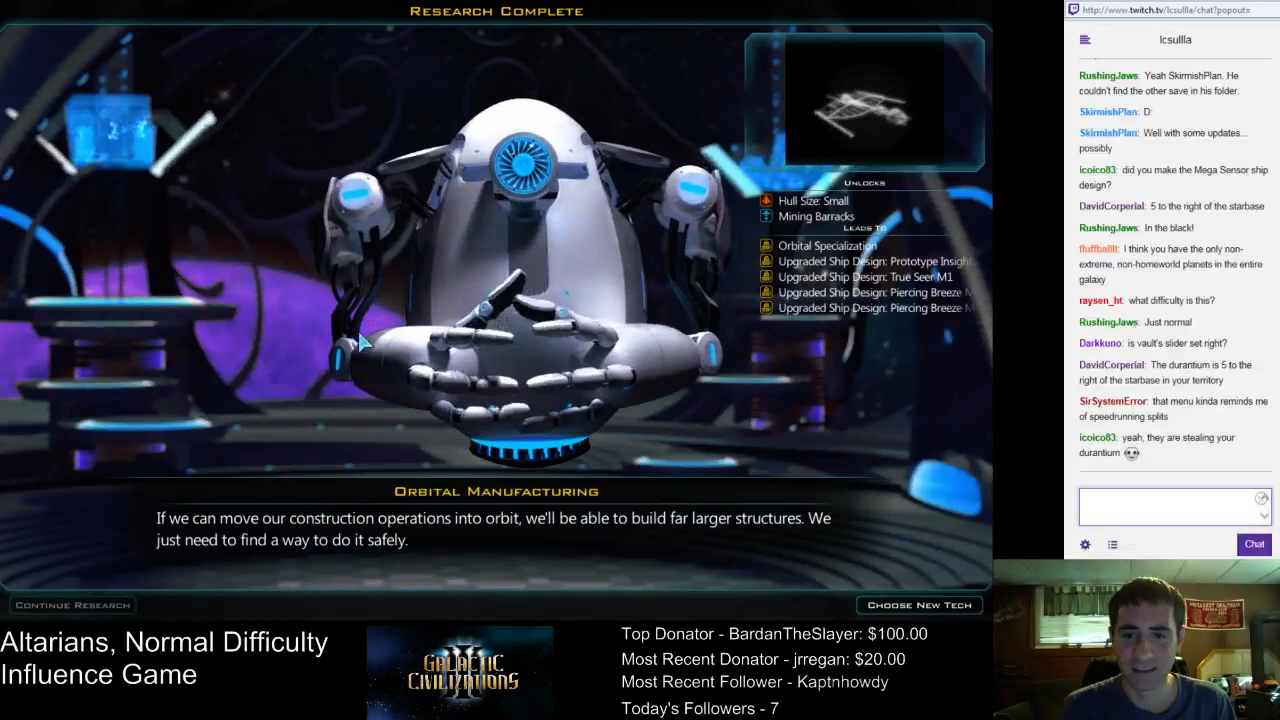 RESEARCH COMPLETE
UNLOCKS
Hull Size: Small
Mining Barracks
LEADS TO
Orbital Specialization
Upgraded Ship Design: Prototype Insigh
Upgraded Ship Design: True Seer M1
Upgraded Ship Design: Piercing Breeze M
Upgraded Ship Design: Piercing Breeze M
ORBITAL MANUFACTURING
If we can move our construction operations into orbit, we'll be able to build far larger structures. We
just need to find a way to do it safely.
CONTINUE RESEARCH
CHOOSE NEW TECH
Altarians, Normal Difficulty
Influence Game
GALACTIC
CIVILIZATIONS
III
Top Donator - BardanTheSlayer: $100.00
Most Recent Donator - jrregan: $20.00
Most Recent Follower - Kaptnhowdy
Today's Followers - 7
http://www.twitch.tv/lcsullla/chat?popout=
lcsullla
RushingJaws: Yeah SkirmishPlan. He
couldn't find the other save in his folder.
SkirmishPlan: D:
SkirmishPlan: Well with some updates...
possibly
icoico83: did you make the Mega Sensor ship
design?
DavidCorperial: 5 to the right of the starbase
RushingJaws: In the black!
I think you have the only non-
extreme, non-homeworld planets in the entire
galaxy
raysen_ht: what difficulty is this?
RushingJaws: Just normal
Darkkuno: is vault's slider set right?
DavidCorperial: The durantium is 5 to the
right of the starbase in your territory
SirSystemError: that menu kinda reminds me
of speedrunning splits
icoico83: yeah, they are stealing your
durantium
Chat